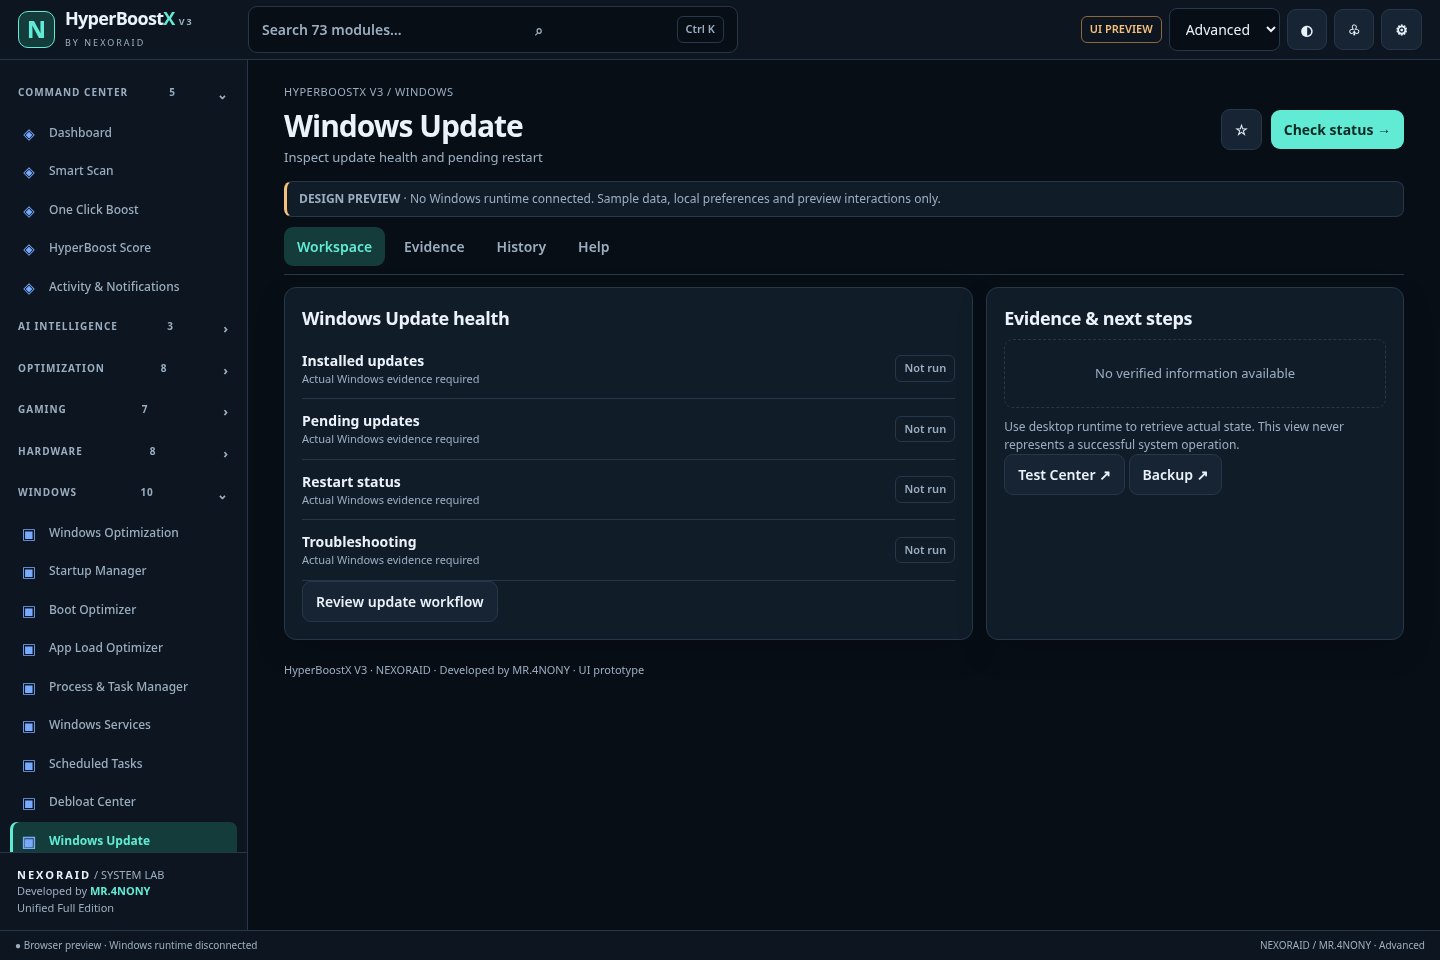 N
HyperBoostX V3
BY NEXORAID
Search 73 modules...
Ctrl K
UI PREVIEW
Advanced
COMMAND CENTER 5
Dashboard
Smart Scan
One Click Boost
HyperBoost Score
Activity & Notifications
AI INTELLIGENCE 3
OPTIMIZATION 8
GAMING 7
HARDWARE 8
WINDOWS 10
Windows Optimization
Startup Manager
Boot Optimizer
App Load Optimizer
Process & Task Manager
Windows Services
Scheduled Tasks
Debloat Center
Windows Update
NEXORAID / SYSTEM LAB
Developed by MR.4NONY
Unified Full Edition
HYPERBOOSTX V3 / WINDOWS
Windows Update
Inspect update health and pending restart
Check status →
DESIGN PREVIEW · No Windows runtime connected. Sample data, local preferences and preview interactions only.
Workspace
Evidence
History
Help
Windows Update health
Installed updates
Actual Windows evidence required
Not run
Pending updates
Actual Windows evidence required
Not run
Restart status
Actual Windows evidence required
Not run
Troubleshooting
Actual Windows evidence required
Not run
Review update workflow
Evidence & next steps
No verified information available
Use desktop runtime to retrieve actual state. This view never
represents a successful system operation.
Test Center ↗
Backup ↗
HyperBoostX V3 · NEXORAID · Developed by MR.4NONY · UI prototype
● Browser preview · Windows runtime disconnected
NEXORAID / MR.4NONY · Advanced